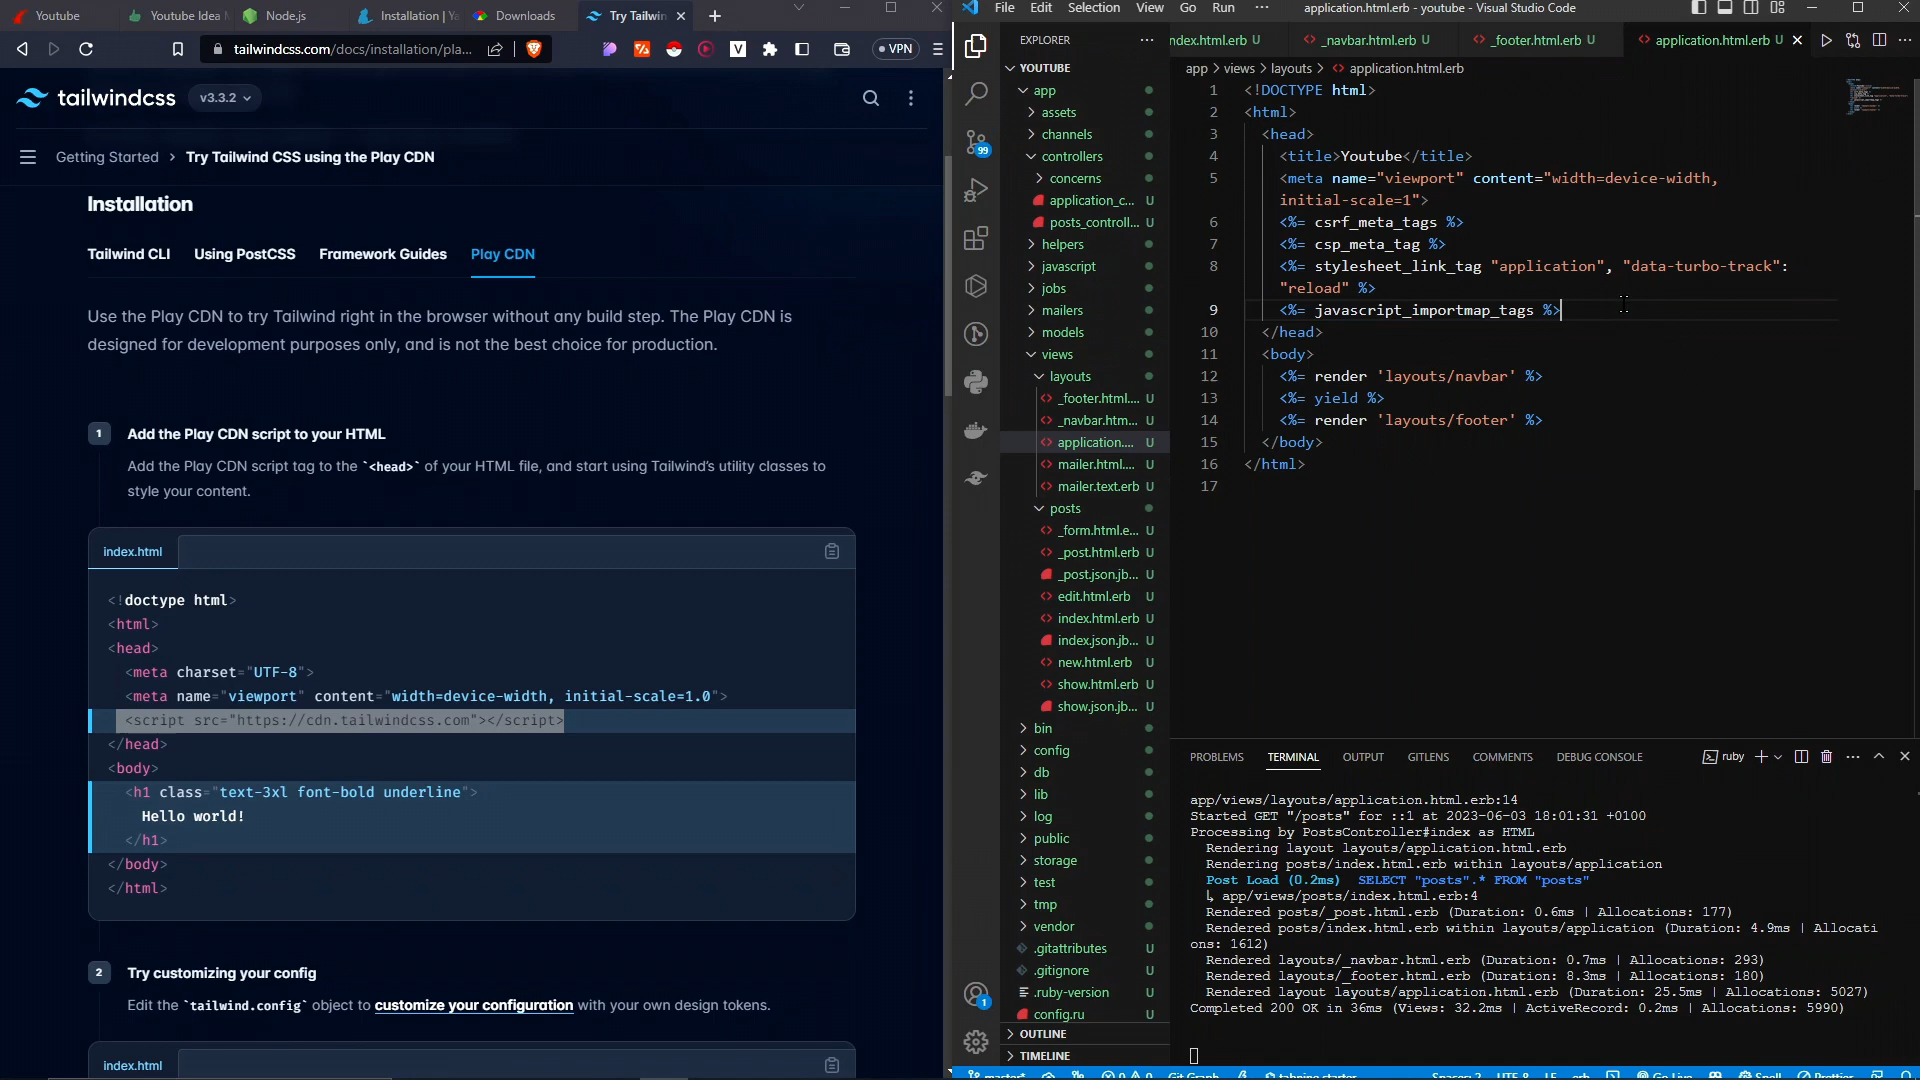 Youtube
Youtube Idea
Node.js
Installation | Ya
Downloads
Try Tailwin
tailwindcss.com/docs/installation/pla...
VPN
tailwindcss
v3.3.2
Getting Started
Try Tailwind CSS using the Play CDN
Installation
Tailwind CLI
Using PostCSS
Framework Guides
Play CDN
Use the Play CDN to try Tailwind right in the browser without any build step. The Play CDN is
designed for development purposes only, and is not the best choice for production.
1
Add the Play CDN script to your HTML
Add the Play CDN script tag to the `<head>` of your HTML file, and start using Tailwind's utility classes to
style your content.
index.html
<!doctype html>
<html>
<head>
<meta charset="UTF-8">
<meta name="viewport" content="width=device-width, initial-scale=1.0">
<script src="https://cdn.tailwindcss.com"></script>
</head>
<body>
<h1 class="text-3xl font-bold underline">
Hello world!
</h1>
</body>
</html>
2
Try customizing your config
Edit the `tailwind.config` object to customize your configuration with your own design tokens.
index.html
File Edit Selection View Go Run ... application.html.erb - youtube - Visual Studio Code
EXPLORER
YOUTUBE
app
assets
channels
controllers
concerns
application_c... U
posts_controll... U
helpers
javascript
jobs
mailers
models
views
layouts
_footer.html.... U
_navbar.htm... U
application.... U
mailer.html.... U
mailer.text.erb U
posts
_form.html.e... U
_post.html.erb U
_post.json.jb... U
edit.html.erb U
index.html.erb U
index.json.jb... U
new.html.erb U
show.html.erb U
show.json.jb... U
bin
config
db
lib
log
public
storage
test
tmp
vendor
.gitattributes U
.gitignore U
.ruby-version U
config.ru U
OUTLINE
TIMELINE
99
1
ndex.html.erb U
_navbar.html.erb U
_footer.html.erb U
application.html.erb U
app > views > layouts > application.html.erb
1 <!DOCTYPE html>
2 <html>
3 <head>
4 <title>Youtube</title>
5 <meta name="viewport" content="width=device-width,
initial-scale=1">
6 <%= csrf_meta_tags %>
7 <%= csp_meta_tag %>
8 <%= stylesheet_link_tag "application", "data-turbo-track":
"reload" %>
9 <%= javascript_importmap_tags %>
10 </head>
11 <body>
12 <%= render 'layouts/navbar' %>
13 <%= yield %>
14 <%= render 'layouts/footer' %>
15 </body>
16 </html>
17
PROBLEMS TERMINAL OUTPUT GITLENS COMMENTS DEBUG CONSOLE
ruby
app/views/layouts/application.html.erb:14
Started GET "/posts" for ::1 at 2023-06-03 18:01:31 +0100
Processing by PostsController#index as HTML
Rendering layout layouts/application.html.erb
Rendering posts/index.html.erb within layouts/application
Post Load (0.2ms) SELECT "posts".* FROM "posts"
↳ app/views/posts/index.html.erb:4
Rendered posts/_post.html.erb (Duration: 0.6ms | Allocations: 177)
Rendered posts/index.html.erb within layouts/application (Duration: 4.9ms | Allocati
ons: 1612)
Rendered layouts/_navbar.html.erb (Duration: 0.7ms | Allocations: 293)
Rendered layouts/_footer.html.erb (Duration: 8.3ms | Allocations: 180)
Rendered layout layouts/application.html.erb (Duration: 25.5ms | Allocations: 5027)
Completed 200 OK in 36ms (Views: 32.2ms | ActiveRecord: 0.2ms | Allocations: 5990)
master* 0 0 Git Graph tabnine starter Spaces: 2 UTF-8 LF erb Go Live Spell Prettier